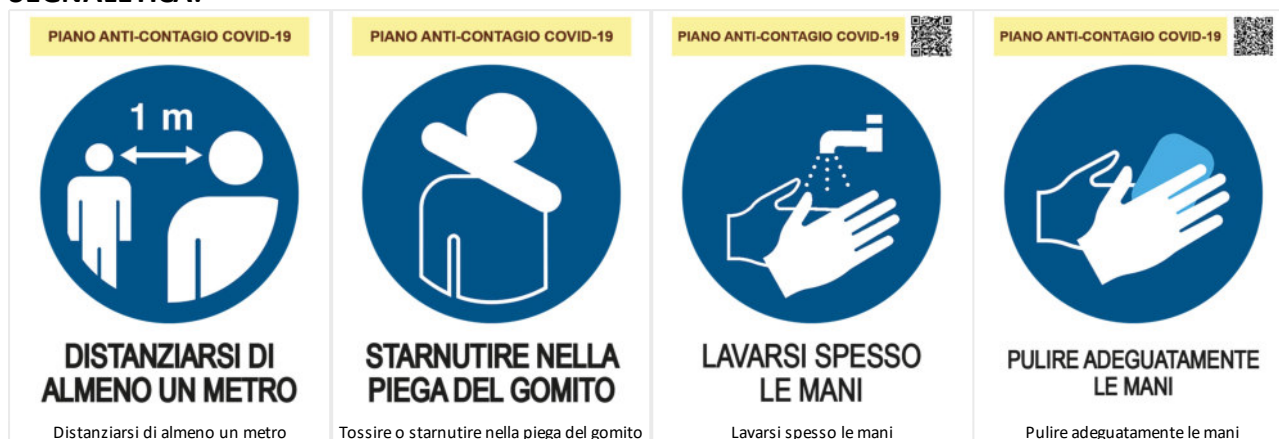 SEGNALETICA:
PIANO ANTI-CONTAGIO COVID-19
1 m
DISTANZIARSI DI
ALMENO UN METRO
Distanziarsi di almeno un metro
PIANO ANTI-CONTAGIO COVID-19
STARNUTIRE NELLA
PIEGA DEL GOMITO
Tossire o starnutire nella piega del gomito
PIANO ANTI-CONTAGIO COVID-19
LAVARSI SPESSO
LE MANI
Lavarsi spesso le mani
PIANO ANTI-CONTAGIO COVID-19
PULIRE ADEGUATAMENTE
LE MANI
Pulire adeguatamente le mani